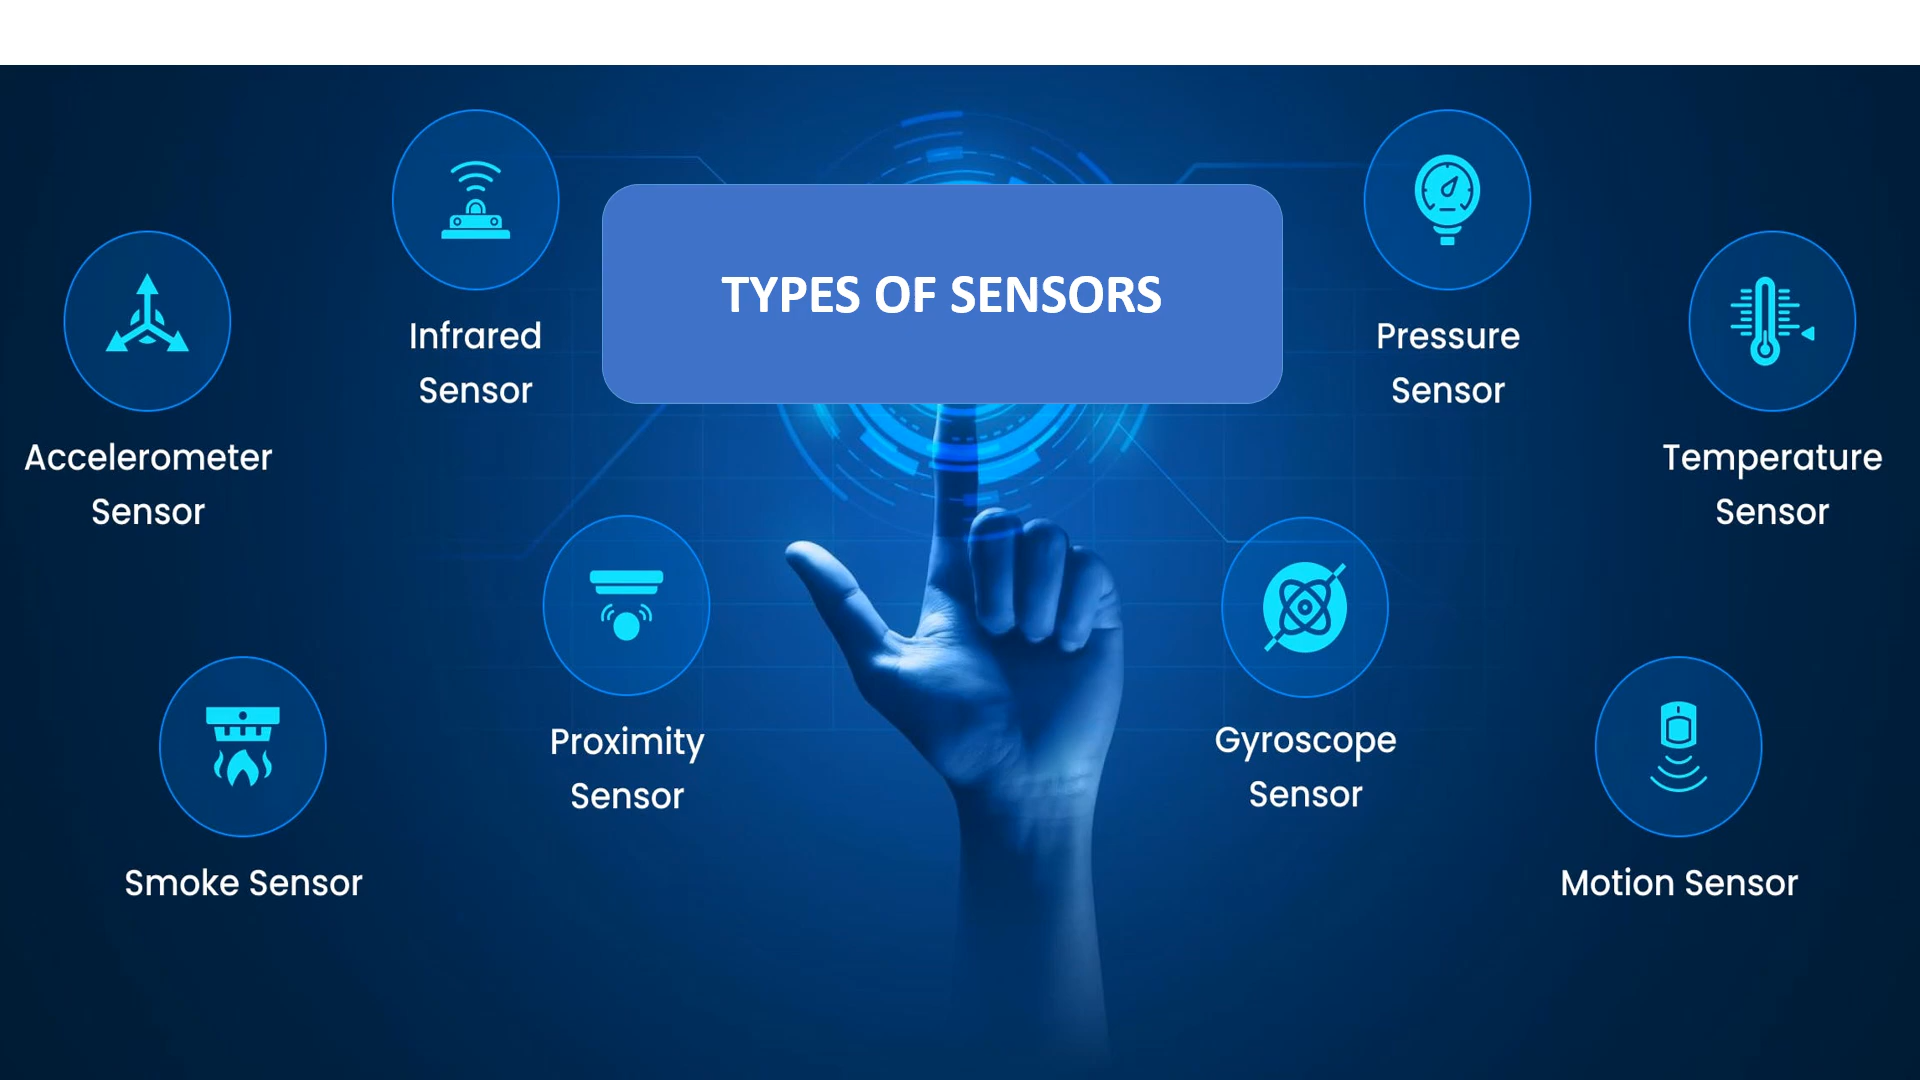 TYPES OF SENSORS
Infrared
Sensor
Pressure
Sensor
Accelerometer
Sensor
Temperature
Sensor
Proximity
Sensor
Gyroscope
Sensor
Smoke Sensor
Motion Sensor